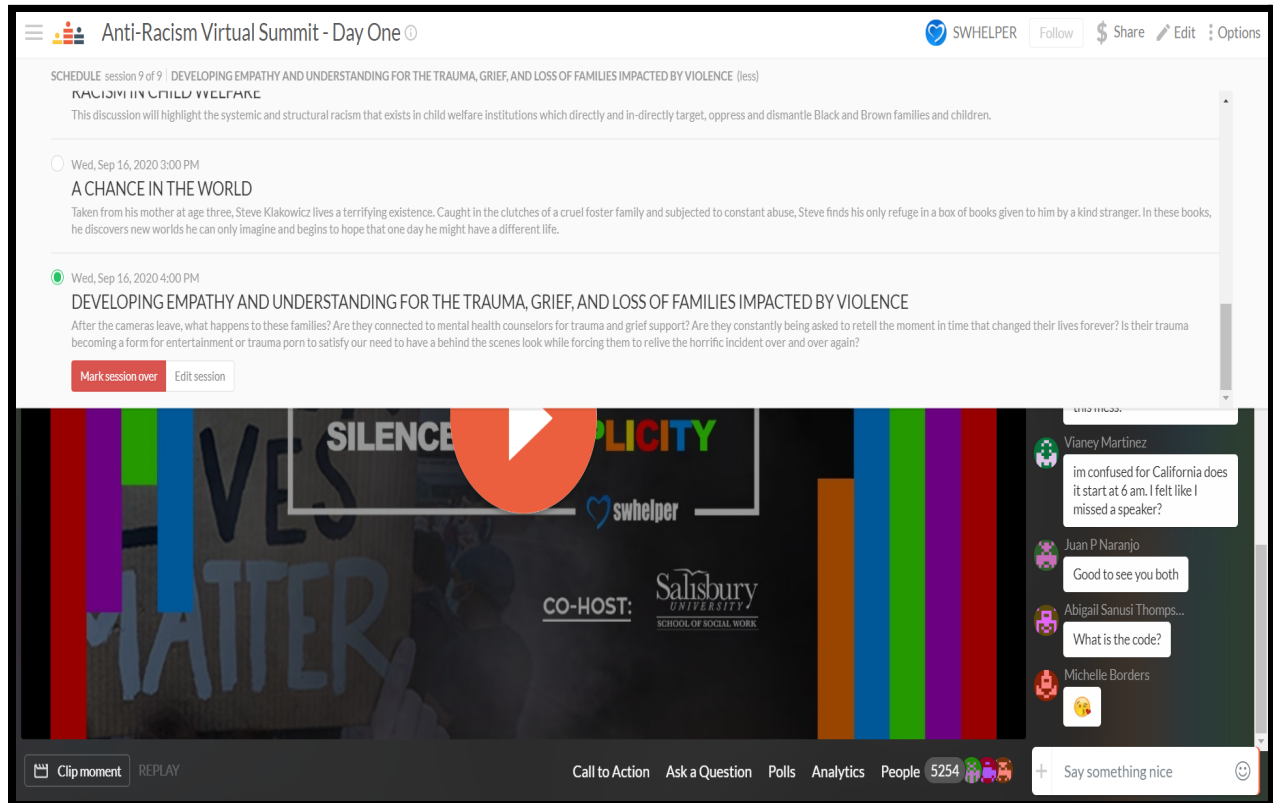 Anti-Racism Virtual Summit - Day One
SWHELPER
Follow
Share
Edit
Options
SCHEDULE session 9 of 9 DEVELOPING EMPATHY AND UNDERSTANDING FOR THE TRAUMA, GRIEF, AND LOSS OF FAMILIES IMPACTED BY VIOLENCE (less)
RACISM IN CHILD WELFARE
This discussion will highlight the systemic and structural racism that exists in child welfare institutions which directly and in-directly target, oppress and dismantle Black and Brown families and children.
Wed, Sep 16, 2020 3:00 PM
A CHANCE IN THE WORLD
Taken from his mother at age three, Steve Klakowicz lives a terrifying existence. Caught in the clutches of a cruel foster family and subjected to constant abuse, Steve finds his only refuge in a box of books given to him by a kind stranger. In these books,
he discovers new worlds he can only imagine and begins to hope that one day he might have a different life.
Wed, Sep 16, 2020 4:00 PM
DEVELOPING EMPATHY AND UNDERSTANDING FOR THE TRAUMA, GRIEF, AND LOSS OF FAMILIES IMPACTED BY VIOLENCE
After the cameras leave, what happens to these families? Are they connected to mental health counselors for trauma and grief support? Are they constantly being asked to retell the moment in time that changed their lives forever? Is their trauma
becoming a form for entertainment or trauma porn to satisfy our need to have a behind the scenes look while forcing them to relive the horrific incident over and over again?
Mark session over
Edit session
SILENCE PLICITY
swhelper
CO-HOST:
Salisbury
UNIVERSITY
SCHOOL OF SOCIAL WORK
VES
MATTER
this mess.
Vianey Martinez
im confused for California does
it start at 6 am. I felt like I
missed a speaker?
Juan P Naranjo
Good to see you both
Abigail Sanusi Thomps...
What is the code?
Michelle Borders
😘
Clip moment
REPLAY
Call to Action
Ask a Question
Polls
Analytics
People 5254
Say something nice